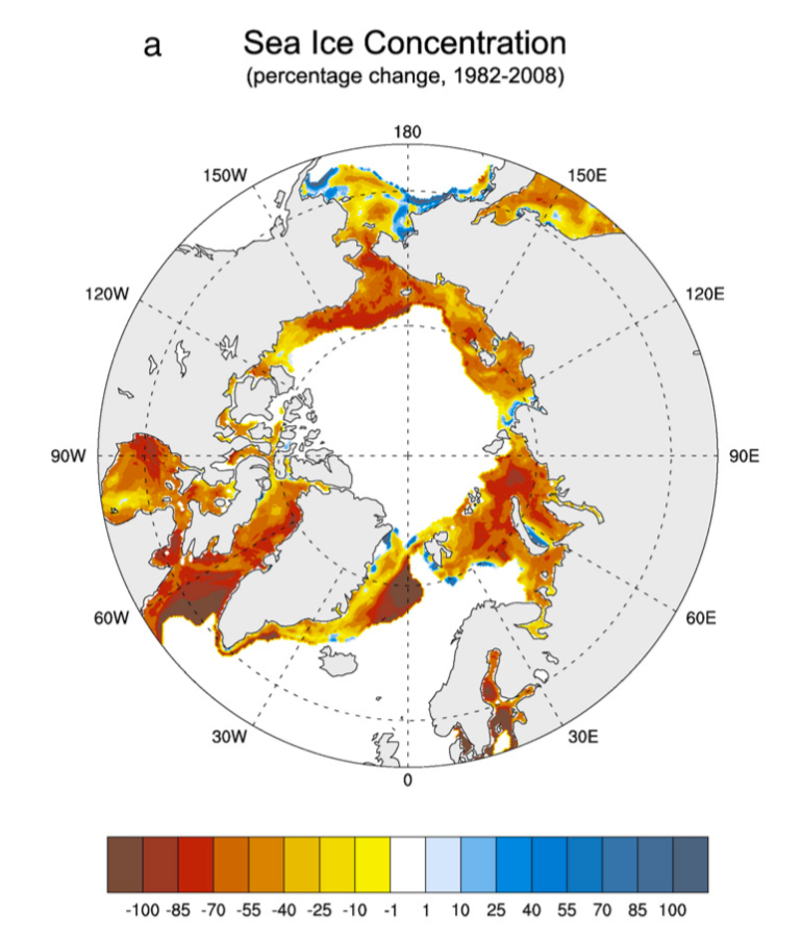 a Sea Ice Concentration
(percentage change, 1982-2008)
180
150W 150E
120W 120E
90W 90E
60W 60E
30W 30E
0
-100 -85 -70 -55 -40 -25 -10 -1 1 10 25 40 55 70 85 100